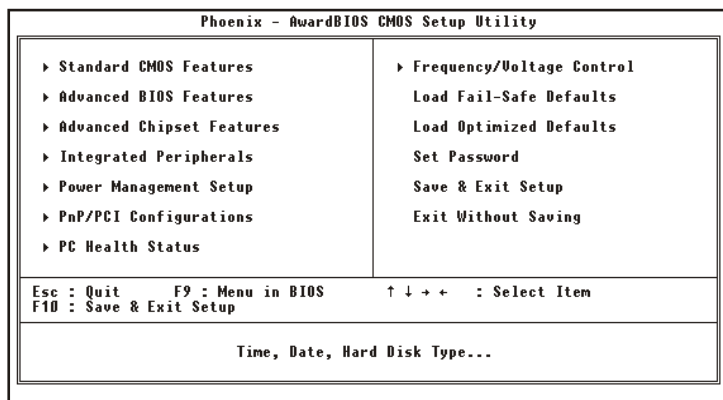 Phoenix - AwardBIOS CMOS Setup Utility
▶ Standard CMOS Features
▶ Advanced BIOS Features
▶ Advanced Chipset Features
▶ Integrated Peripherals
▶ Power Management Setup
▶ PnP/PCI Configurations
▶ PC Health Status
▶ Frequency/Voltage Control
Load Fail-Safe Defaults
Load Optimized Defaults
Set Password
Save & Exit Setup
Exit Without Saving
Esc : Quit F9 : Menu in BIOS ↑ ↓ → ← : Select Item
F10 : Save & Exit Setup
Time, Date, Hard Disk Type...